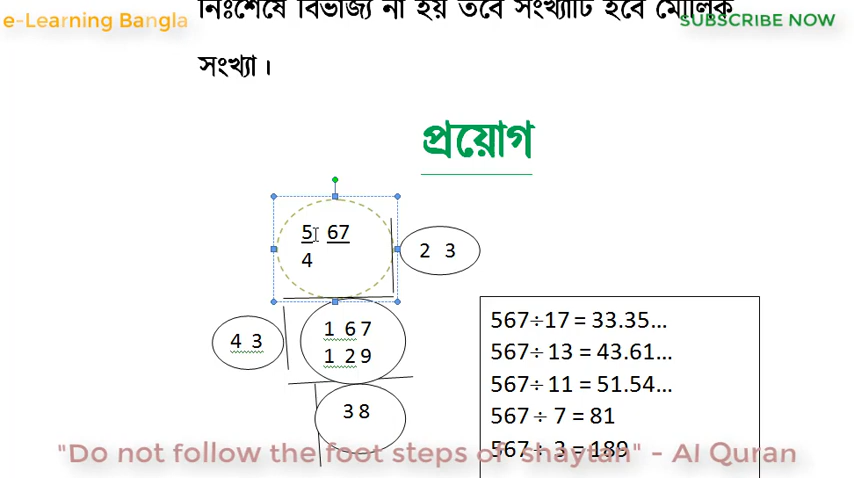 নিঃশেষে বিভাজ্য না হয় তবে সংখ্যাটি হবে মৌলিক
e-Learning Bangla
SUBSCRIBE NOW
সংখ্যা।
প্রয়োগ
5 67
4
2 3
4 3
1 6 7
1 2 9
3 8
567÷17 = 33.35...
567÷ 13 = 43.61...
567÷ 11 = 51.54...
567 ÷ 7 = 81
567 ÷ 3 = 189
"Do not follow the foot steps of shaytan" - Al Quran